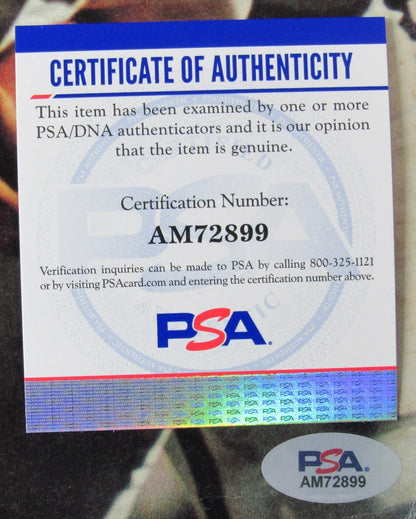 CERTIFICATE OF AUTHENTICITY
This item has been examined by one or more
PSA/DNA authenticators and it is our opinion
that the item is genuine.
Certification Number:
AM72899
Verification inquiries can be made to PSA by calling 800-325-1121
or by visiting PSAcard.com and entering the certification number above.
PSA.
PSA.
AM72899